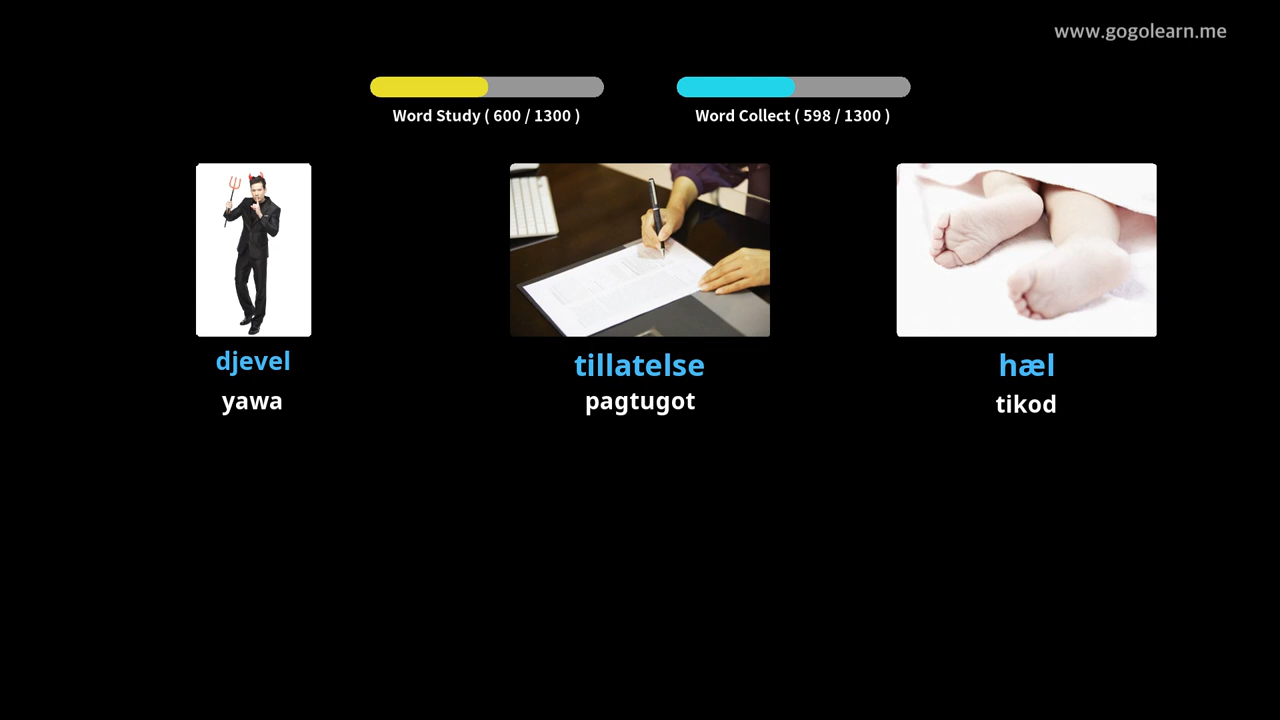 www.gogolearn.me
Word Study ( 600 / 1300 )
Word Collect ( 598 / 1300 )
djevel
yawa
tillatelse
pagtugot
hæl
tikod